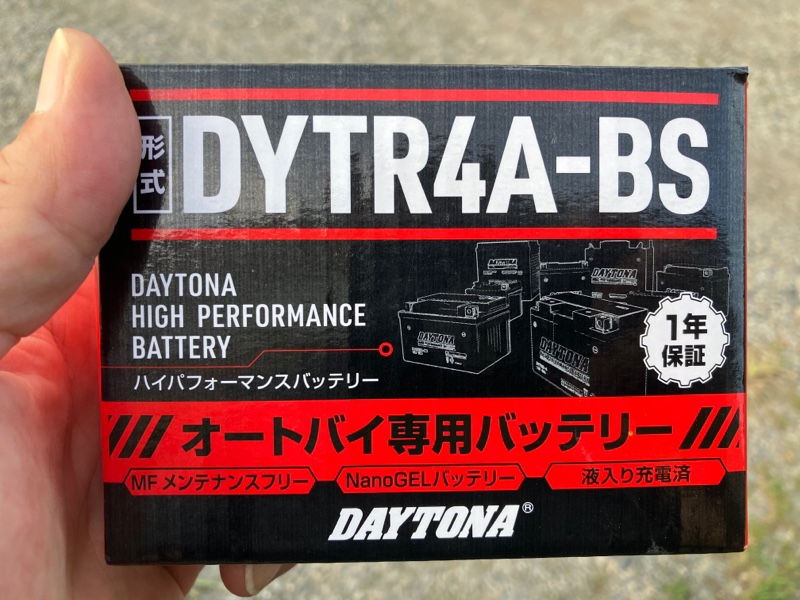 形式 DYTR4A-BS
DAYTONA
HIGH PERFORMANCE
BATTERY
ハイパフォーマンスバッテリー
DAYTONA
DAYTONA
DAYTONA
1年
保証
オートバイ専用バッテリー
MF メンテナンスフリー
NanoGELバッテリー
液入り充電済
DAYTONA®